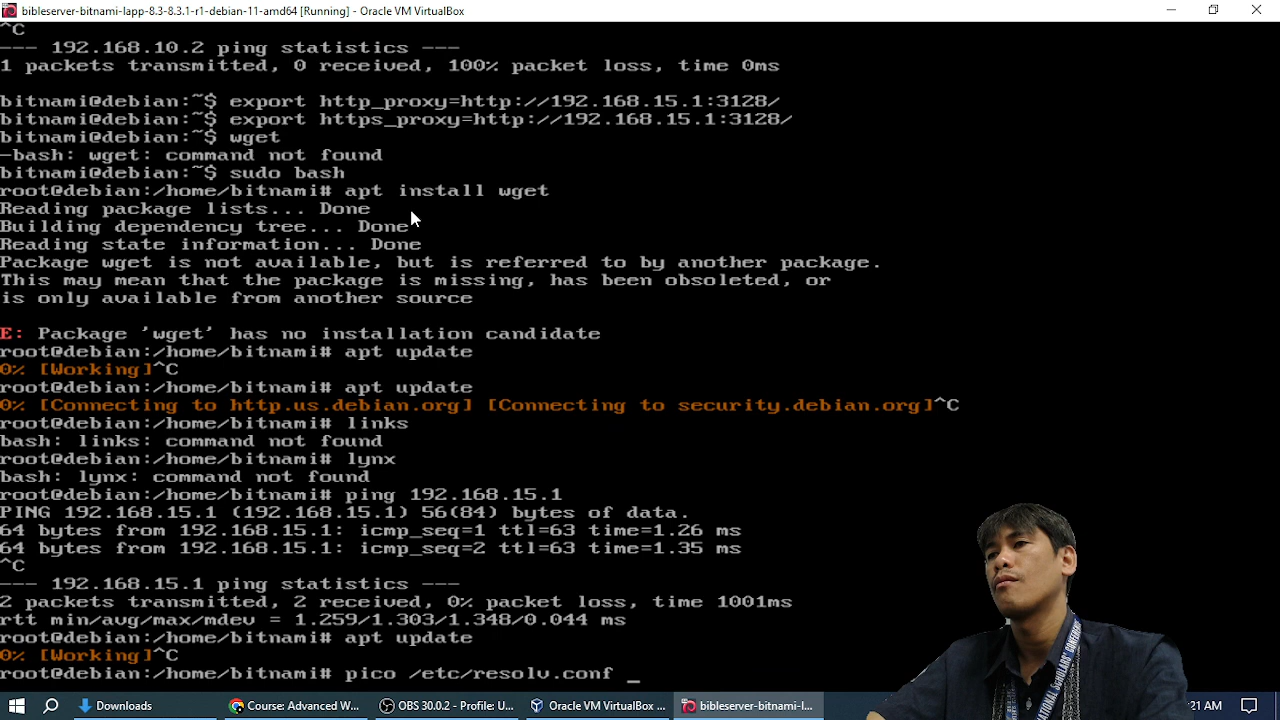 bibleserver-bitnami-lapp-8.3-8.3.1-r1-debian-11-amd64 [Running] - Oracle VM VirtualBox
^C
--- 192.168.10.2 ping statistics ---
1 packets transmitted, 0 received, 100% packet loss, time 0ms
bitnami@debian:~$ export http_proxy=http://192.168.15.1:3128/
bitnami@debian:~$ export https_proxy=http://192.168.15.1:3128/
bitnami@debian:~$ wget
-bash: wget: command not found
bitnami@debian:~$ sudo bash
root@debian:/home/bitnami# apt install wget
Reading package lists... Done
Building dependency tree... Done
Reading state information... Done
Package wget is not available, but is referred to by another package.
This may mean that the package is missing, has been obsoleted, or
is only available from another source
E: Package 'wget' has no installation candidate
root@debian:/home/bitnami# apt update
0% [Working]^C
root@debian:/home/bitnami# apt update
0% [Connecting to http.us.debian.org] [Connecting to security.debian.org]^C
root@debian:/home/bitnami# links
bash: links: command not found
root@debian:/home/bitnami# lynx
bash: lynx: command not found
root@debian:/home/bitnami# ping 192.168.15.1
PING 192.168.15.1 (192.168.15.1) 56(84) bytes of data.
64 bytes from 192.168.15.1: icmp_seq=1 ttl=63 time=1.26 ms
64 bytes from 192.168.15.1: icmp_seq=2 ttl=63 time=1.35 ms
^C
--- 192.168.15.1 ping statistics ---
2 packets transmitted, 2 received, 0% packet loss, time 1001ms
rtt min/avg/max/mdev = 1.259/1.303/1.348/0.044 ms
root@debian:/home/bitnami# apt update
0% [Working]^C
root@debian:/home/bitnami# pico /etc/resolv.conf _
Downloads
Course: Advanced W...
OBS 30.0.2 - Profile: U...
Oracle VM VirtualBox ...
bibleserver-bitnami-l...
:21 AM